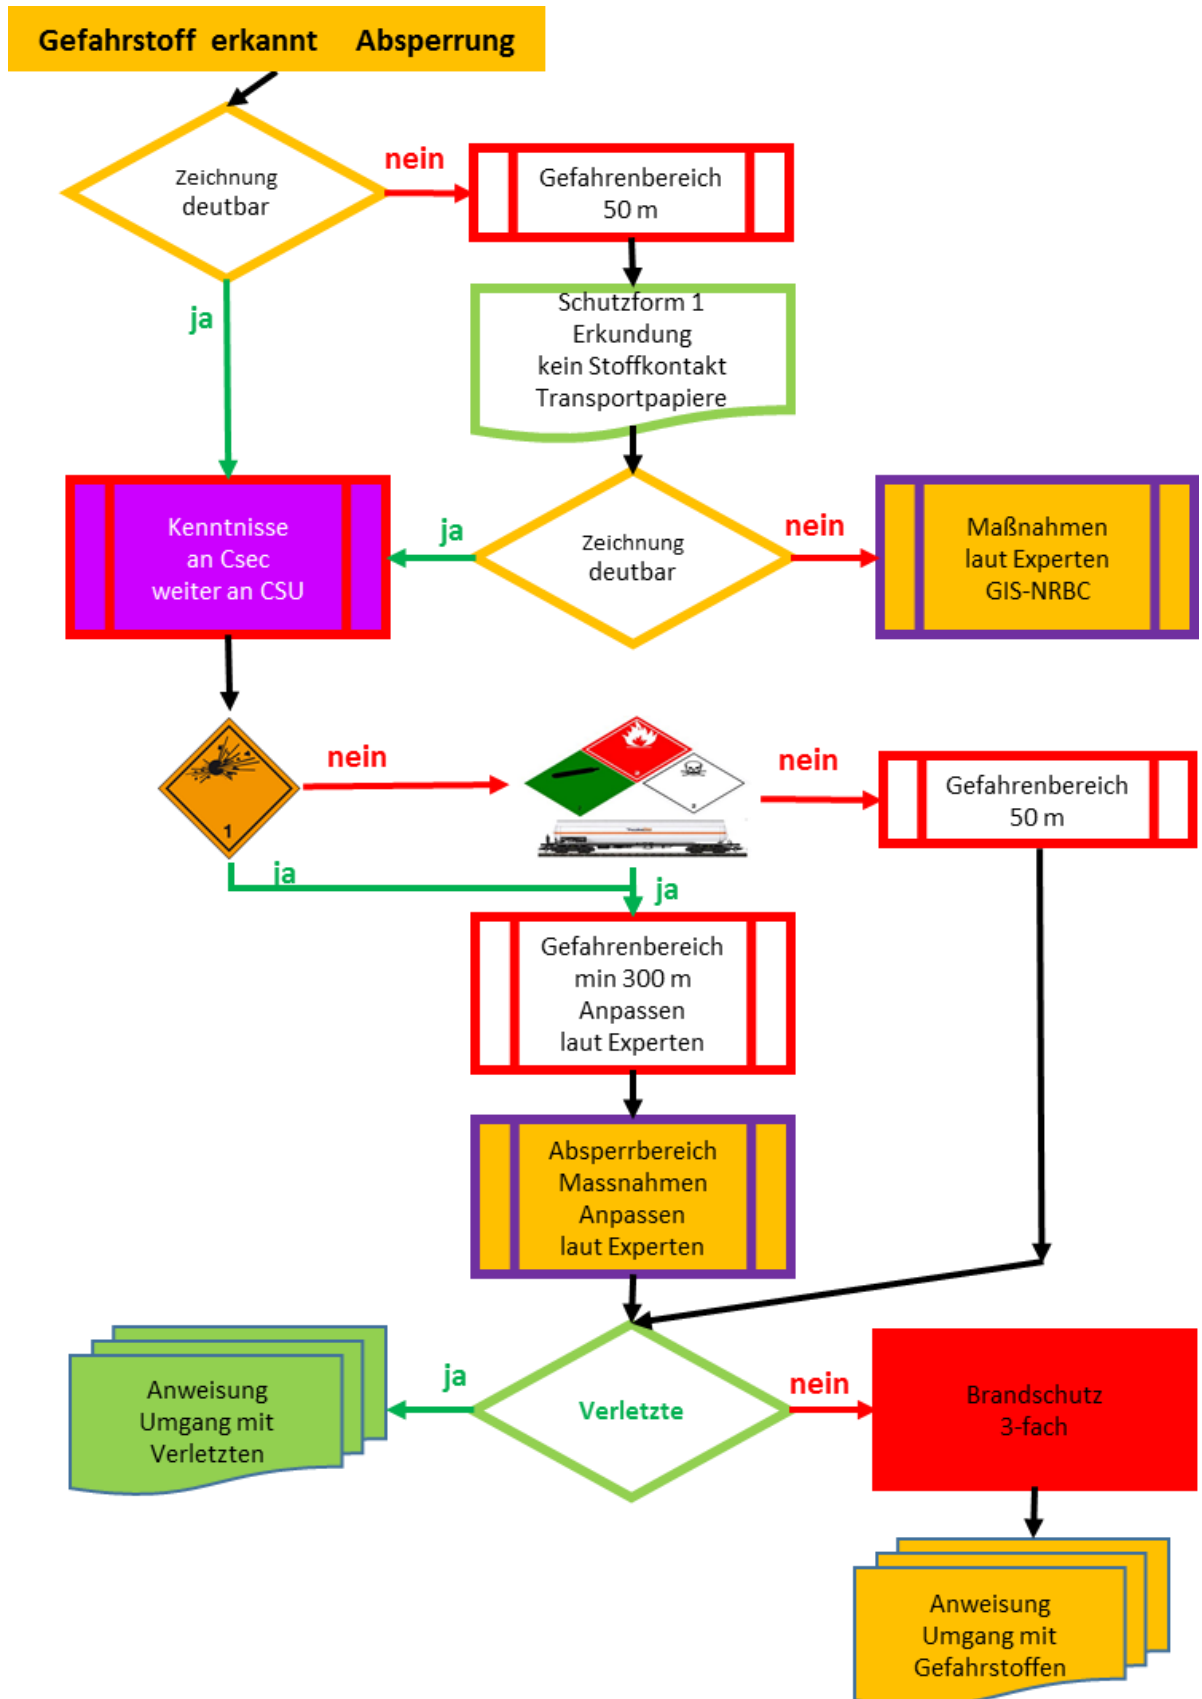 Gefahrstoff erkannt Absperrung
Zeichnung
deutbar
nein
Gefahrenbereich
50 m
ja
Schutzform 1
Erkundung
kein Stoffkontakt
Transportpapiere
Kenntnisse
an Csec
weiter an CSU
ja
Zeichnung
deutbar
nein
Maßnahmen
laut Experten
GIS-NRBC
1
nein
nein
Gefahrenbereich
50 m
ja
ja
Gefahrenbereich
min 300 m
Anpassen
laut Experten
Absperrbereich
Massnahmen
Anpassen
laut Experten
Anweisung
Umgang mit
Verletzten
ja
Verletzte
nein
Brandschutz
3-fach
Anweisung
Umgang mit
Gefahrstoffen